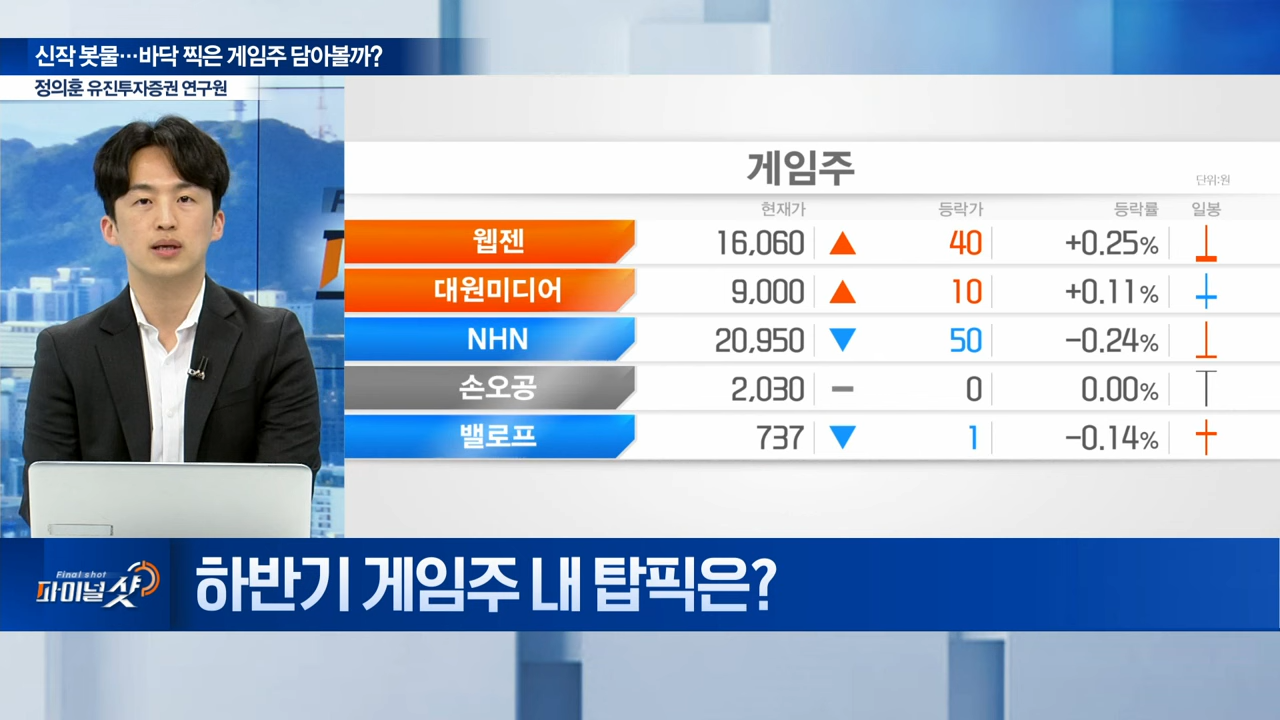 신작 봇물…바닥 찍은 게임주 담아볼까?
정의훈 유진투자증권 연구원
게임주
단위:원
현재가 등락가 등락률 일봉
웹젠 16,060 ▲ 40 +0.25%
대원미디어 9,000 ▲ 10 +0.11%
NHN 20,950 ▼ 50 -0.24%
손오공 2,030 - 0 0.00%
밸로프 737 ▼ 1 -0.14%
Final shot
파이널샷
하반기 게임주 내 탑픽은?